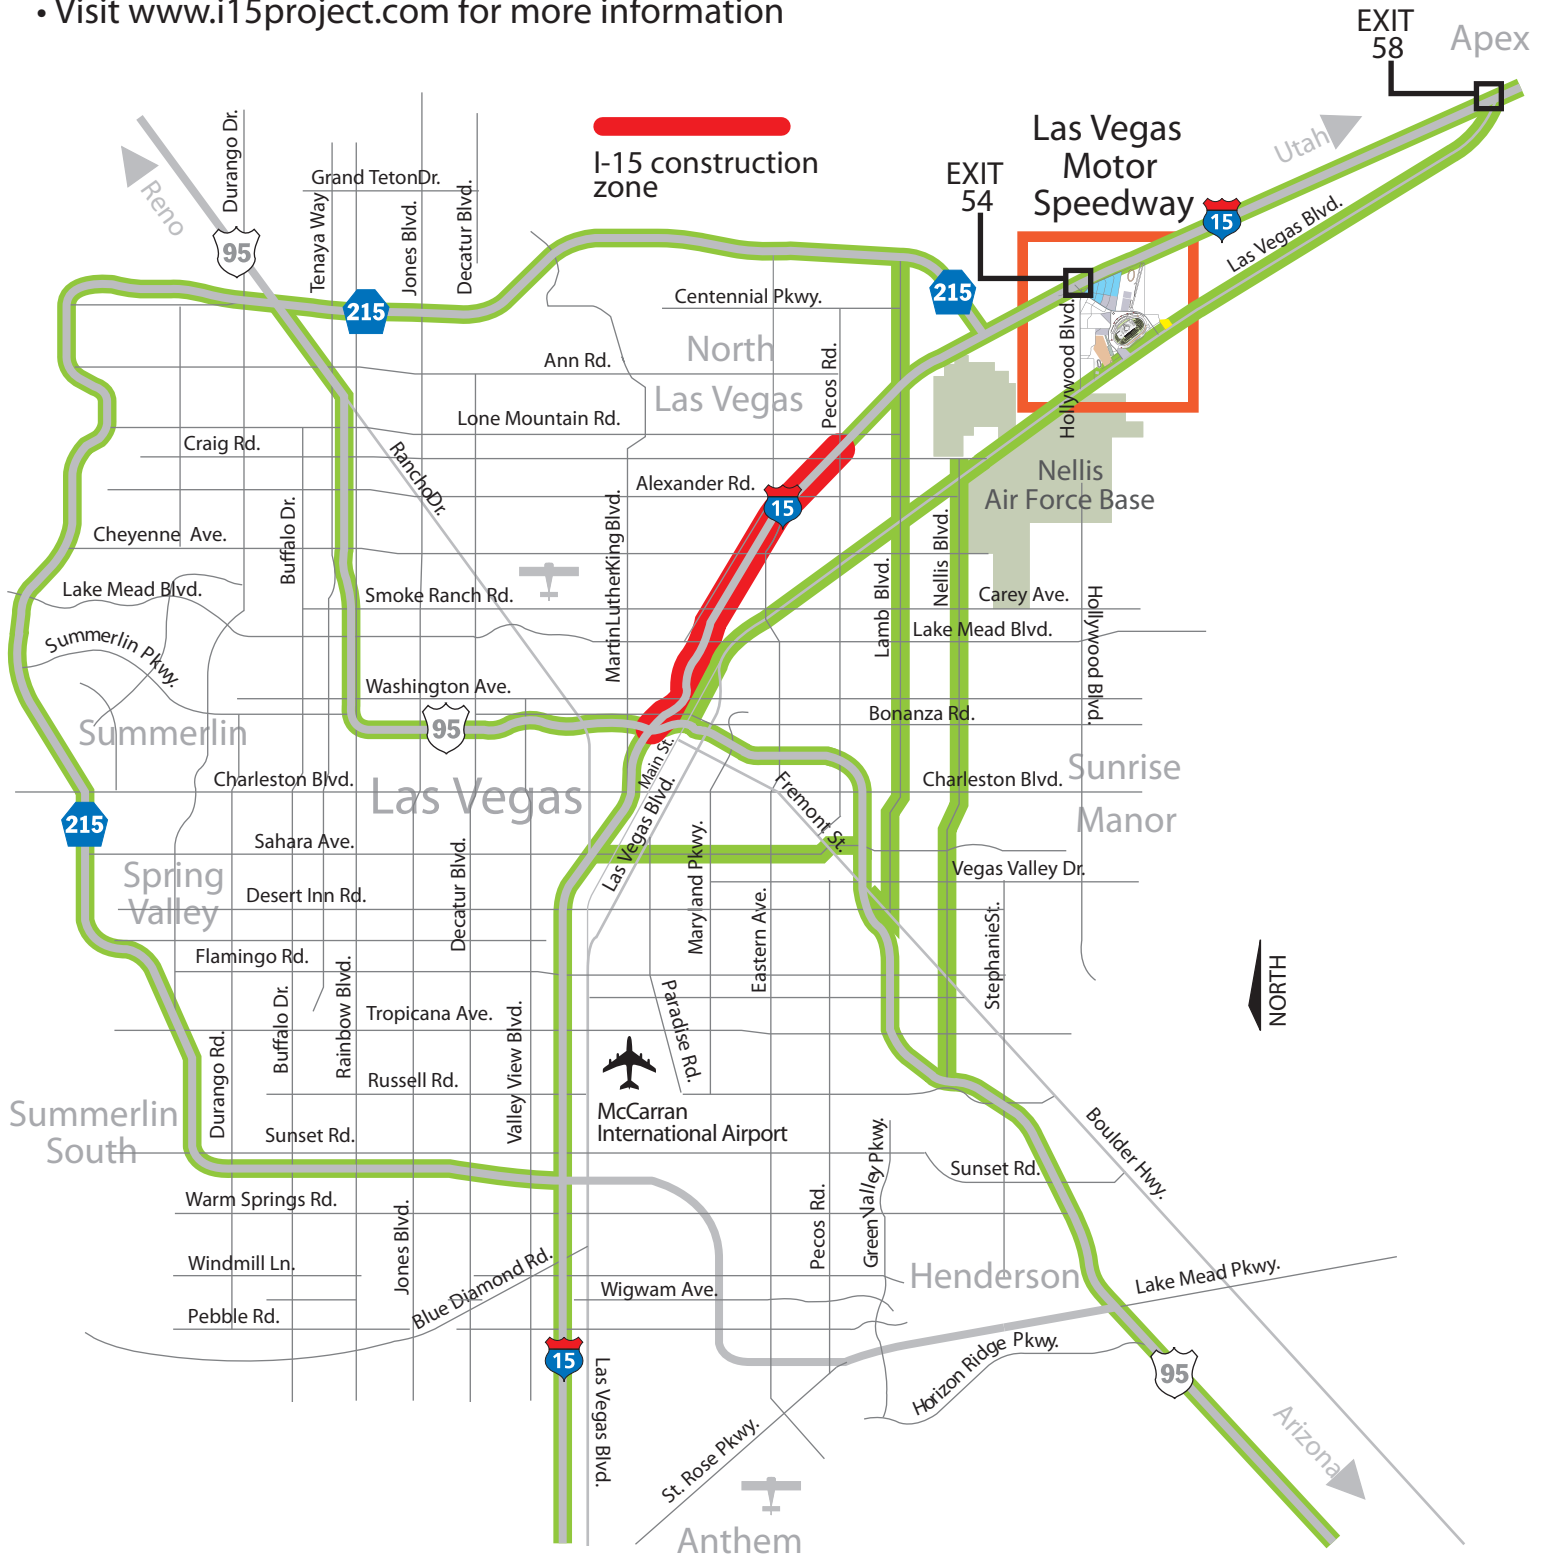 • Visit www.i15project.com for more information
EXIT
58
Apex
Las Vegas
Motor
Speedway
EXIT
54
Utah
15
Las Vegas Blvd.
I-15 construction
zone
Reno
95
Durango Dr.
Grand TetonDr.
Tenaya Way
Jones Blvd.
Decatur Blvd.
215
215
Centennial Pkwy.
North
Las Vegas
Pecos Rd.
Hollywood Blvd.
Ann Rd.
Lone Mountain Rd.
Craig Rd.
RanchoDr.
Alexander Rd.
15
Nellis
Air Force Base
Buffalo Dr.
MartinLutherKingBlvd.
Cheyenne Ave.
Nellis Blvd.
Lamb Blvd.
Lake Mead Blvd.
Smoke Ranch Rd.
Carey Ave.
Hollywood Blvd.
Lake Mead Blvd.
Summerlin Pkwy.
Washington Ave.
Bonanza Rd.
95
Summerlin
Main St.
Charleston Blvd.
Las Vegas
Las Vegas Blvd.
Fremont St.
Charleston Blvd.
Sunrise
Manor
215
Sahara Ave.
Decatur Blvd.
Maryland Pkwy.
Vegas Valley Dr.
Spring
Valley
Desert Inn Rd.
Eastern Ave.
StephanieSt.
Flamingo Rd.
Buffalo Dr.
Rainbow Blvd.
Paradise Rd.
NORTH
Tropicana Ave.
Valley View Blvd.
Durango Rd.
Russell Rd.
McCarran
International Airport
Summerlin
South
Sunset Rd.
Green Valley Pkwy.
Boulder Hwy.
Sunset Rd.
Warm Springs Rd.
Jones Blvd.
Pecos Rd.
Windmill Ln.
Blue Diamond Rd.
Wigwam Ave.
Henderson
Lake Mead Pkwy.
Pebble Rd.
15
Las Vegas Blvd.
Horizon Ridge Pkwy.
95
St. Rose Pkwy.
Arizona
Anthem